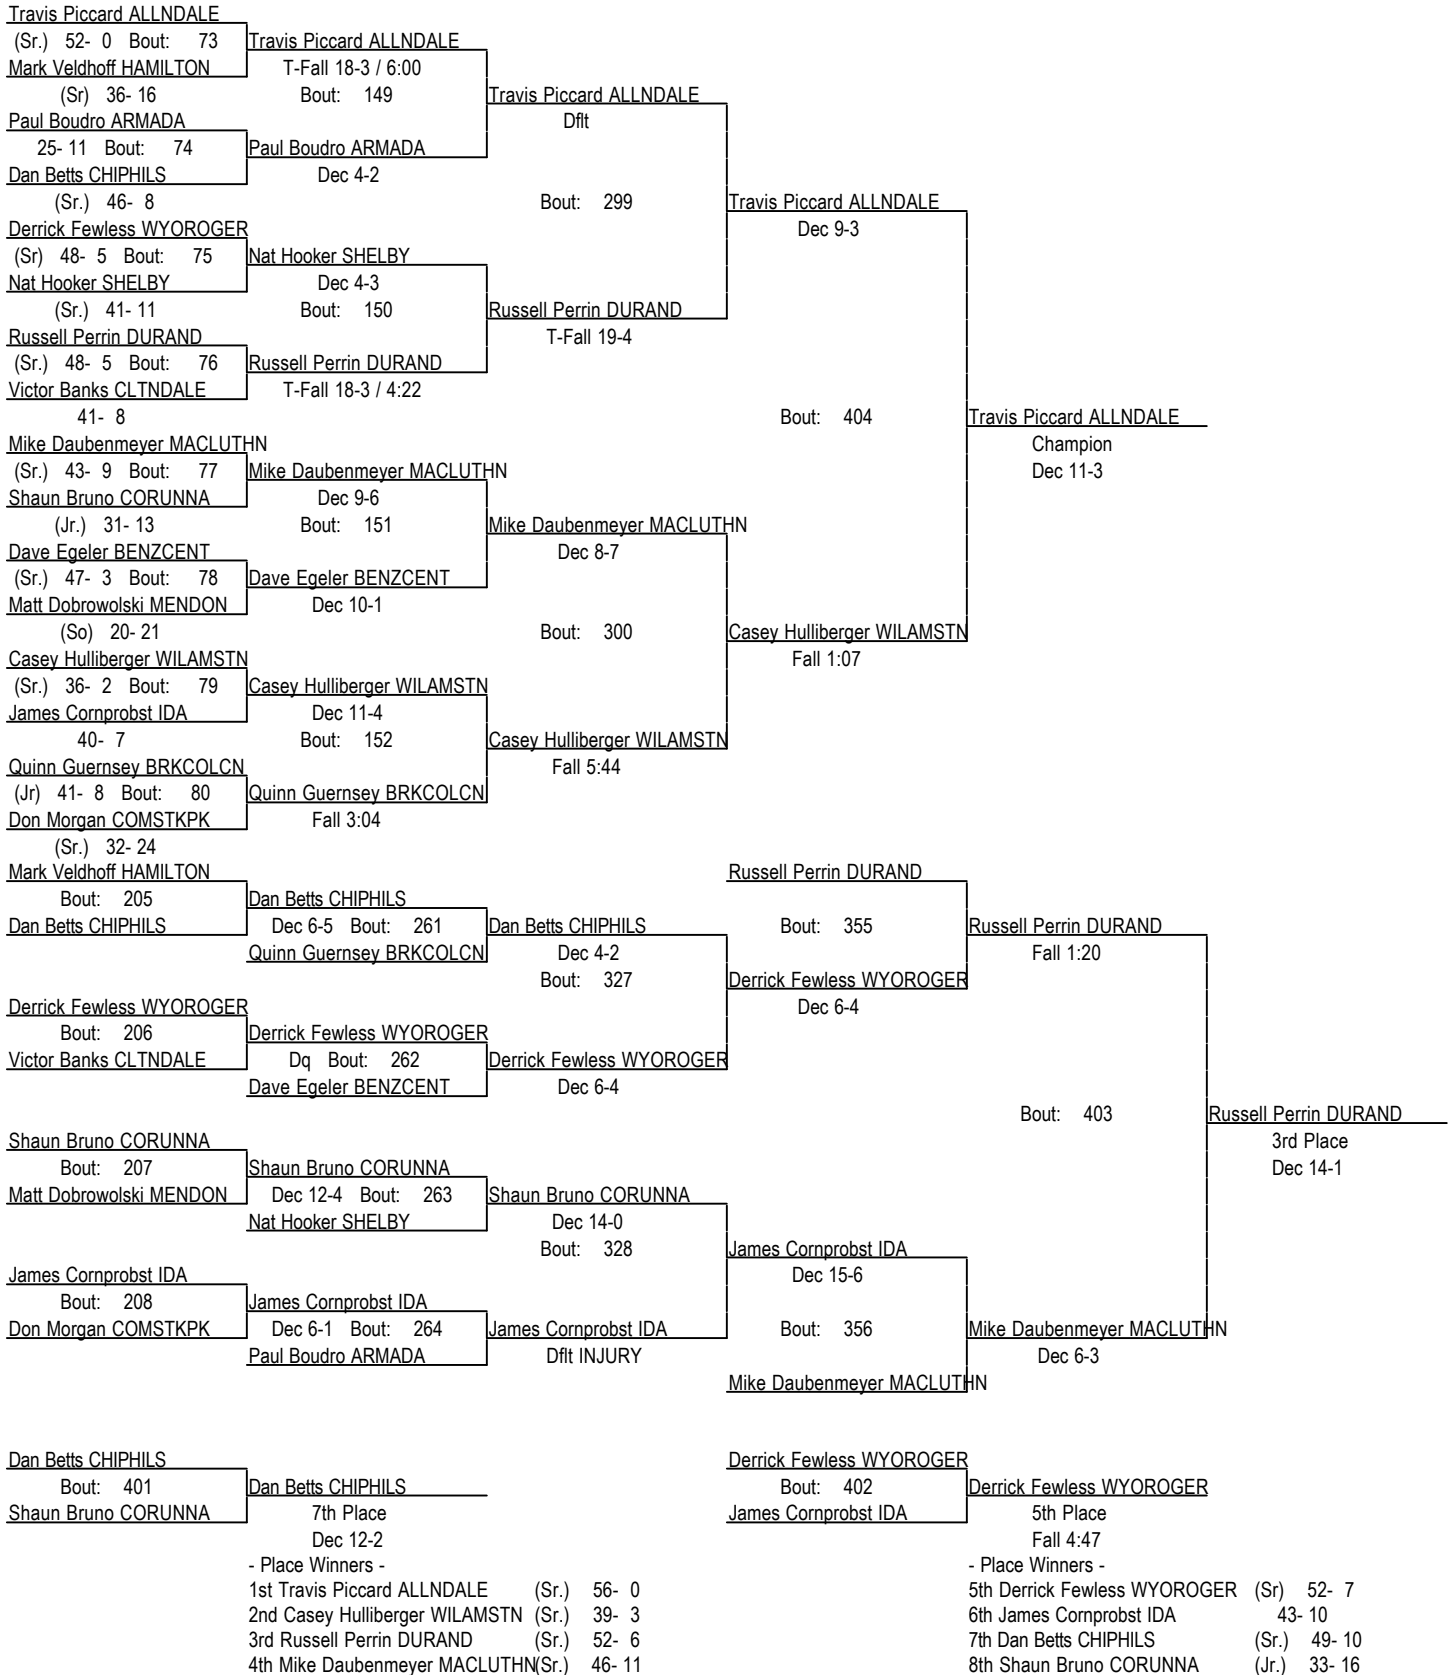 Travis Piccard ALLNDALE
(Sr.) 52- 0 Bout: 73 Travis Piccard ALLNDALE
Mark Veldhoff HAMILTON T-Fall 18-3 / 6:00
(Sr) 36- 16 Bout: 149 Travis Piccard ALLNDALE
Paul Boudro ARMADA Dflt
25- 11 Bout: 74 Paul Boudro ARMADA
Dan Betts CHIPHILS Dec 4-2
(Sr.) 46- 8 Bout: 299 Travis Piccard ALLNDALE
Derrick Fewless WYOROGER Dec 9-3
(Sr) 48- 5 Bout: 75 Nat Hooker SHELBY
Nat Hooker SHELBY Dec 4-3
(Sr.) 41- 11 Bout: 150 Russell Perrin DURAND
Russell Perrin DURAND T-Fall 19-4
(Sr.) 48- 5 Bout: 76 Russell Perrin DURAND
Victor Banks CLTNDALE T-Fall 18-3 / 4:22
41- 8 Bout: 404 Travis Piccard ALLNDALE
Mike Daubenmeyer MACLUTHN Champion
(Sr.) 43- 9 Bout: 77 Mike Daubenmeyer MACLUTHN Dec 11-3
Shaun Bruno CORUNNA Dec 9-6
(Jr.) 31- 13 Bout: 151 Mike Daubenmeyer MACLUTHN
Dave Egeler BENZCENT Dec 8-7
(Sr.) 47- 3 Bout: 78 Dave Egeler BENZCENT
Matt Dobrowolski MENDON Dec 10-1
(So) 20- 21 Bout: 300 Casey Hulliberger WILAMSTN
Casey Hulliberger WILAMSTN Fall 1:07
(Sr.) 36- 2 Bout: 79 Casey Hulliberger WILAMSTN
James Cornprobst IDA Dec 11-4
40- 7 Bout: 152 Casey Hulliberger WILAMSTN
Quinn Guernsey BRKCOLCN Fall 5:44
(Jr) 41- 8 Bout: 80 Quinn Guernsey BRKCOLCN
Don Morgan COMSTKPK Fall 3:04
(Sr.) 32- 24
Mark Veldhoff HAMILTON Russell Perrin DURAND
Bout: 205 Dan Betts CHIPHILS
Dan Betts CHIPHILS Dec 6-5 Bout: 261 Dan Betts CHIPHILS Bout: 355 Russell Perrin DURAND
Quinn Guernsey BRKCOLCN Dec 4-2 Fall 1:20
Bout: 327 Derrick Fewless WYOROGER
Derrick Fewless WYOROGER Dec 6-4
Bout: 206 Derrick Fewless WYOROGER
Victor Banks CLTNDALE Dq Bout: 262 Derrick Fewless WYOROGER
Dave Egeler BENZCENT Dec 6-4
Bout: 403 Russell Perrin DURAND
Shaun Bruno CORUNNA 3rd Place
Bout: 207 Shaun Bruno CORUNNA Dec 14-1
Matt Dobrowolski MENDON Dec 12-4 Bout: 263 Shaun Bruno CORUNNA
Nat Hooker SHELBY Dec 14-0
Bout: 328 James Cornprobst IDA
James Cornprobst IDA Dec 15-6
Bout: 208 James Cornprobst IDA
Don Morgan COMSTKPK Dec 6-1 Bout: 264 James Cornprobst IDA Bout: 356 Mike Daubenmeyer MACLUTHN
Paul Boudro ARMADA Dflt INJURY Dec 6-3
Mike Daubenmeyer MACLUTHN
Dan Betts CHIPHILS Derrick Fewless WYOROGER
Bout: 401 Dan Betts CHIPHILS Bout: 402 Derrick Fewless WYOROGER
Shaun Bruno CORUNNA 7th Place James Cornprobst IDA 5th Place
Dec 12-2 Fall 4:47
- Place Winners - - Place Winners -
1st Travis Piccard ALLNDALE (Sr.) 56- 0 5th Derrick Fewless WYOROGER (Sr) 52- 7
2nd Casey Hulliberger WILAMSTN (Sr.) 39- 3 6th James Cornprobst IDA 43- 10
3rd Russell Perrin DURAND (Sr.) 52- 6 7th Dan Betts CHIPHILS (Sr.) 49- 10
4th Mike Daubenmeyer MACLUTHN(Sr.) 46- 11 8th Shaun Bruno CORUNNA (Jr.) 33- 16